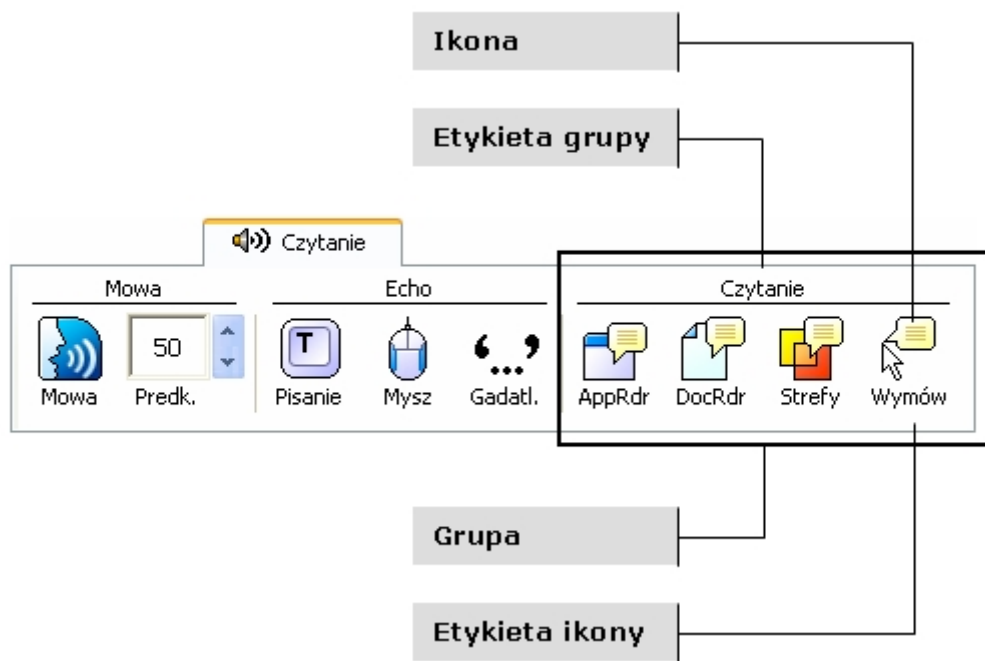 Ikona
Etykieta grupy
Czytanie
Mowa Echo Czytanie
50 T
Mowa Predk. Pisanie Mysz Gadatl. AppRdr DocRdr Strefy Wymów
Grupa
Etykieta ikony